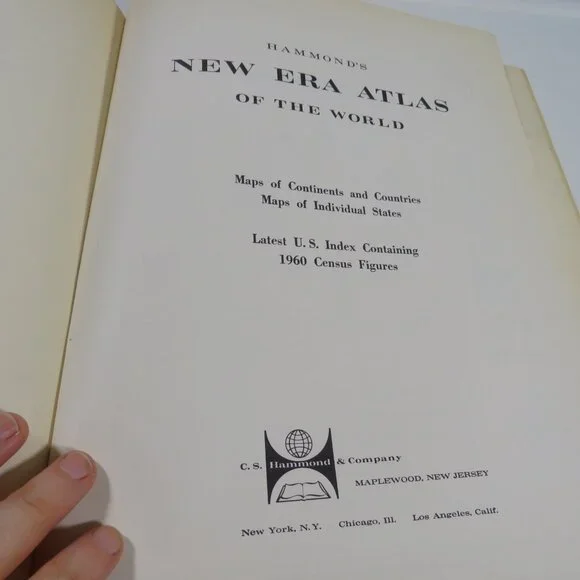 HAMMOND'S
NEW ERA ATLAS
OF THE WORLD
Maps of Continents and Countries
Maps of Individual States
Latest U. S. Index Containing
1960 Census Figures
C. S. Hammond & Company
MAPLEWOOD, NEW JERSEY
New York, N.Y. Chicago, Ill. Los Angeles, Calif.